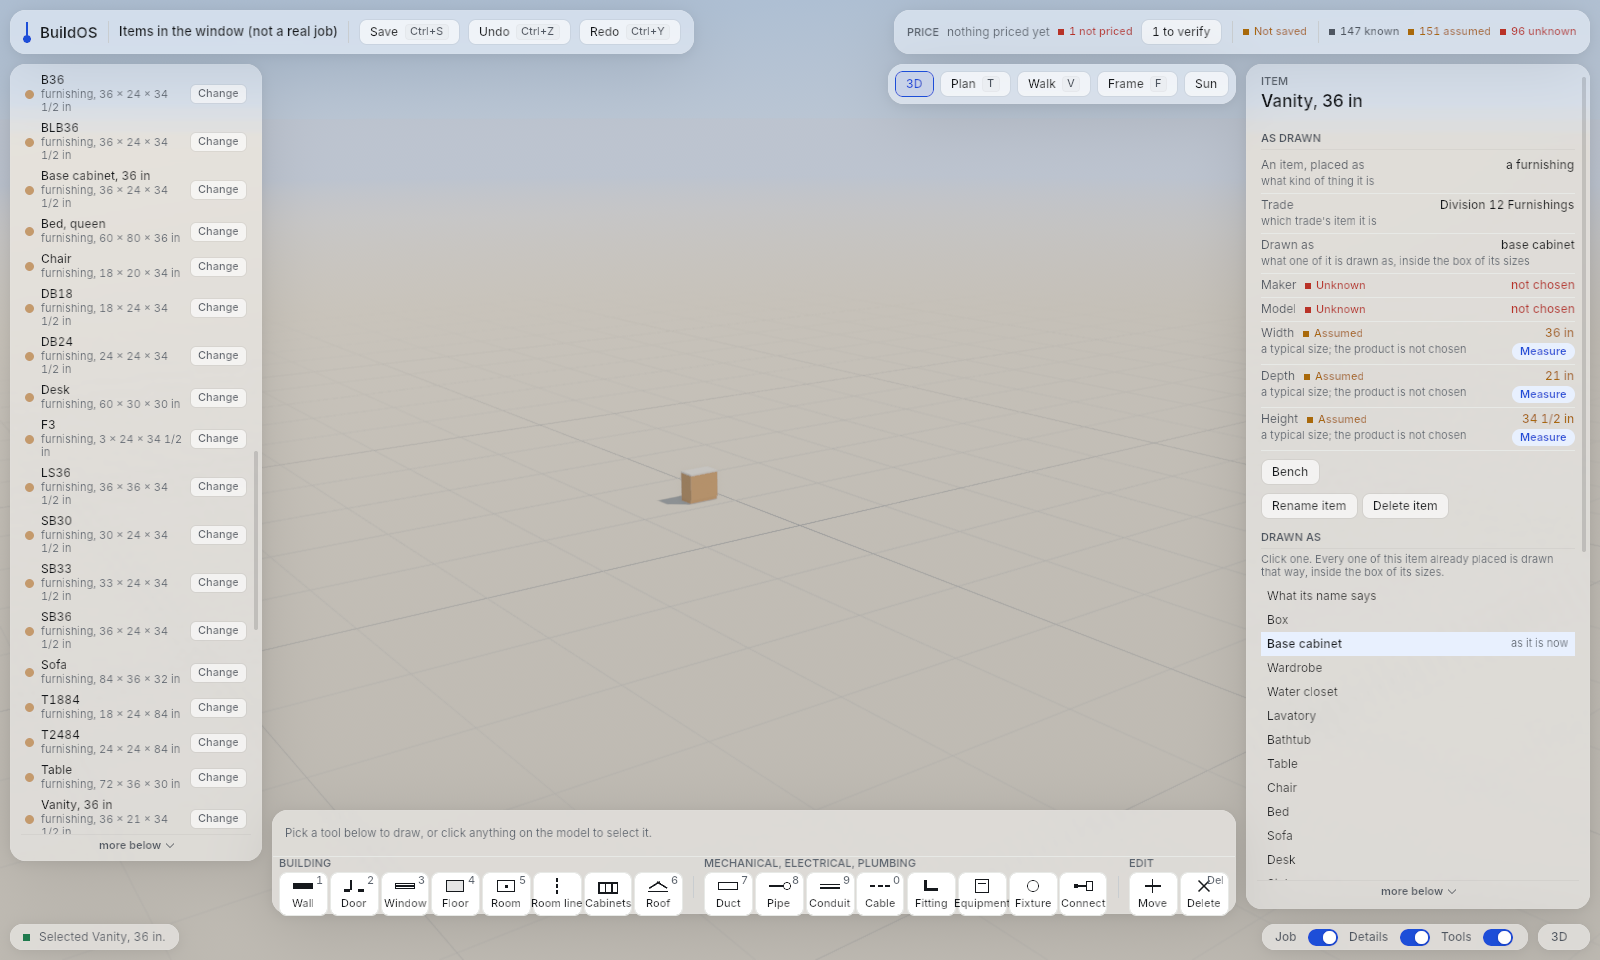 BuildOS
Items in the window (not a real job)
Save Ctrl+S
Undo Ctrl+Z
Redo Ctrl+Y
PRICE nothing priced yet 1 not priced 1 to verify Not saved 147 known 151 assumed 96 unknown
3D
Plan T
Walk V
Frame F
Sun
B36
furnishing, 36 × 24 × 34
1/2 in
Change
BLB36
furnishing, 36 × 24 × 34
1/2 in
Change
Base cabinet, 36 in
furnishing, 36 × 24 × 34
1/2 in
Change
Bed, queen
furnishing, 60 × 80 × 36 in
Change
Chair
furnishing, 18 × 20 × 34 in
Change
DB18
furnishing, 18 × 24 × 34
1/2 in
Change
DB24
furnishing, 24 × 24 × 34
1/2 in
Change
Desk
furnishing, 60 × 30 × 30 in
Change
F3
furnishing, 3 × 24 × 34 1/2
in
Change
LS36
furnishing, 36 × 36 × 34
1/2 in
Change
SB30
furnishing, 30 × 24 × 34
1/2 in
Change
SB33
furnishing, 33 × 24 × 34
1/2 in
Change
SB36
furnishing, 36 × 24 × 34
1/2 in
Change
Sofa
furnishing, 84 × 36 × 32 in
Change
T1884
furnishing, 18 × 24 × 84 in
Change
T2484
furnishing, 24 × 24 × 84 in
Change
Table
furnishing, 72 × 36 × 30 in
Change
Vanity, 36 in
furnishing, 36 × 21 × 34
1/2 in
Change
more below
ITEM
Vanity, 36 in
AS DRAWN
An item, placed as a furnishing
what kind of thing it is
Trade Division 12 Furnishings
which trade's item it is
Drawn as base cabinet
what one of it is drawn as, inside the box of its sizes
Maker Unknown not chosen
Model Unknown not chosen
Width Assumed 36 in
a typical size; the product is not chosen Measure
Depth Assumed 21 in
a typical size; the product is not chosen Measure
Height Assumed 34 1/2 in
a typical size; the product is not chosen Measure
Bench
Rename item Delete item
DRAWN AS
Click one. Every one of this item already placed is drawn
that way, inside the box of its sizes.
What its name says
Box
Base cabinet as it is now
Wardrobe
Water closet
Lavatory
Bathtub
Table
Chair
Bed
Sofa
Desk
more below
Pick a tool below to draw, or click anything on the model to select it.
BUILDING
1 Wall
2 Door
3 Window
4 Floor
5 Room
Room line
Cabinets
6 Roof
MECHANICAL, ELECTRICAL, PLUMBING
7 Duct
8 Pipe
9 Conduit
0 Cable
Fitting
Equipment
Fixture
Connect
EDIT
Move
Del Delete
Selected Vanity, 36 in.
Job Details Tools 3D